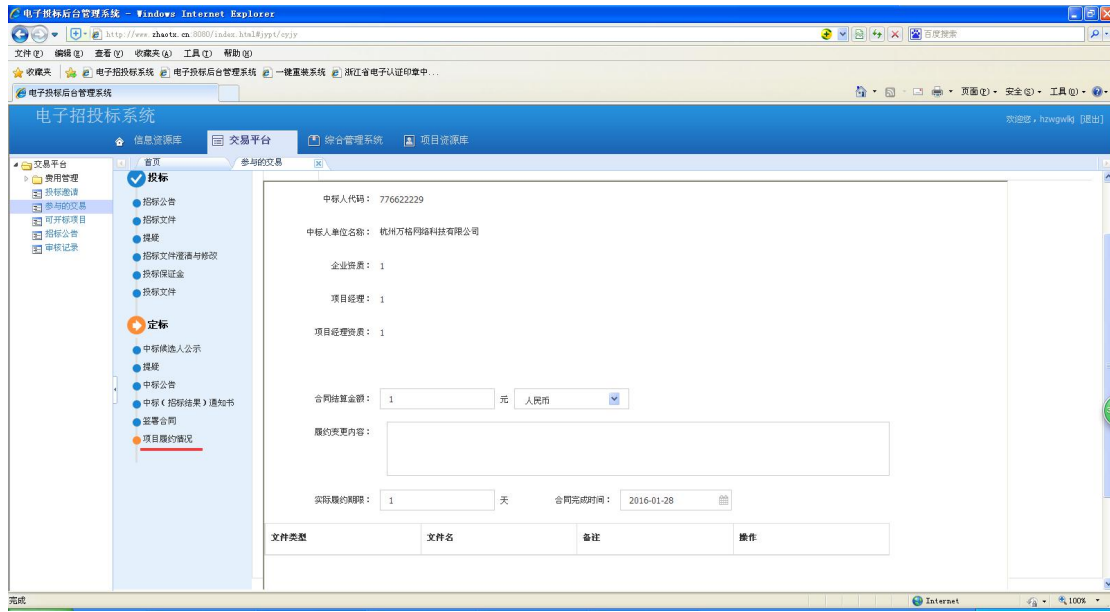 电子投标后台管理系统 - Windows Internet Explorer
http://www.zhaotx.cn:8080/index.html#jypt/cyjy
百度搜索
文件(F) 编辑(E) 查看(V) 收藏夹(A) 工具(T) 帮助(H)
收藏夹 电子招投标系统 电子投标后台管理系统 一键重装系统 浙江省电子认证印章中...
电子投标后台管理系统
页面(P) 安全(S) 工具(O)
电子招投标系统
欢迎您，hzwgwlkj [退出]
信息资源库 交易平台 综合管理系统 项目资源库
交易平台
费用管理
投标邀请
参与的交易
可开标项目
招标公告
审核记录
首页 参与的交易
投标
招标公告
招标文件
提疑
招标文件澄清与修改
投标保证金
投标文件
定标
中标候选人公示
提疑
中标公告
中标（招标结果）通知书
签署合同
项目履约情况
中标人代码： 776622229
中标人单位名称： 杭州万格网络科技有限公司
企业资质： 1
项目经理： 1
项目经理资质： 1
合同结算金额： 1 元 人民币
履约变更内容：
实际履约期限： 1 天 合同完成时间： 2016-01-28
文件类型 文件名 备注 操作
完成 Internet 100%